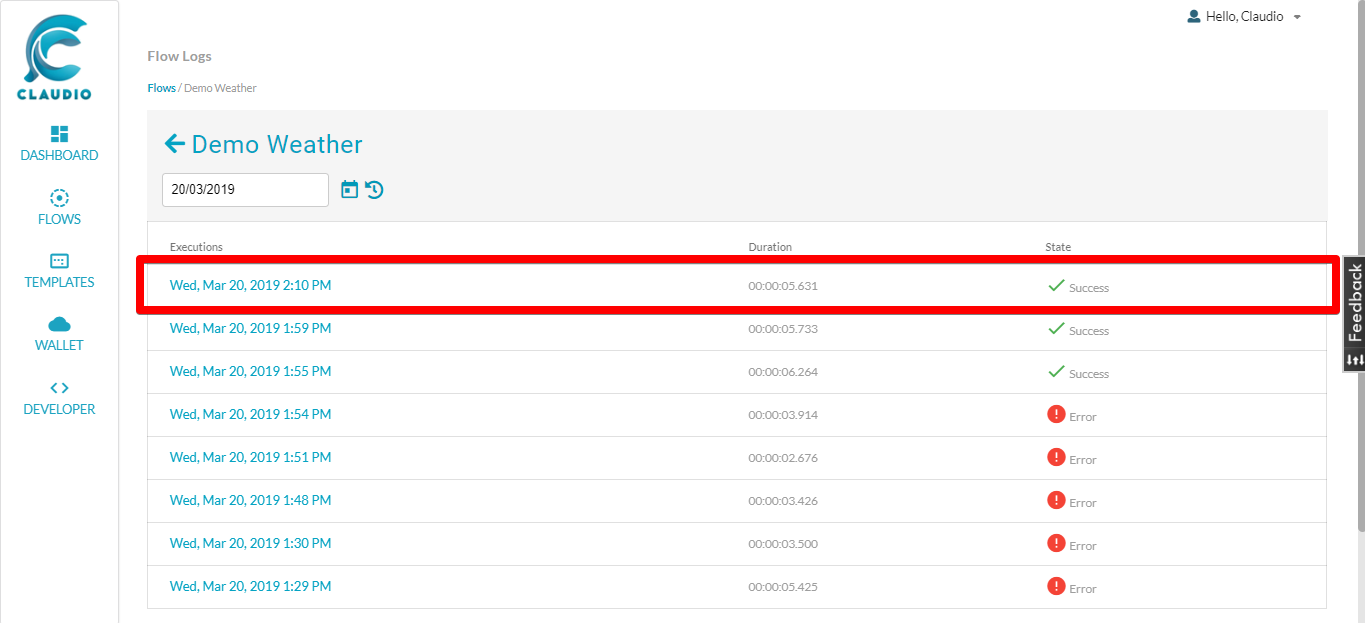 CLAUDIO
Hello, Claudio
Flow Logs
Flows / Demo Weather
DASHBOARD
FLOWS
TEMPLATES
WALLET
DEVELOPER
Demo Weather
20/03/2019
Executions Duration State
Wed, Mar 20, 2019 2:10 PM 00:00:05.631 Success
Wed, Mar 20, 2019 1:59 PM 00:00:05.733 Success
Wed, Mar 20, 2019 1:55 PM 00:00:06.264 Success
Wed, Mar 20, 2019 1:54 PM 00:00:03.914 Error
Wed, Mar 20, 2019 1:51 PM 00:00:02.676 Error
Wed, Mar 20, 2019 1:48 PM 00:00:03.426 Error
Wed, Mar 20, 2019 1:30 PM 00:00:03.500 Error
Wed, Mar 20, 2019 1:29 PM 00:00:05.425 Error
Feedback